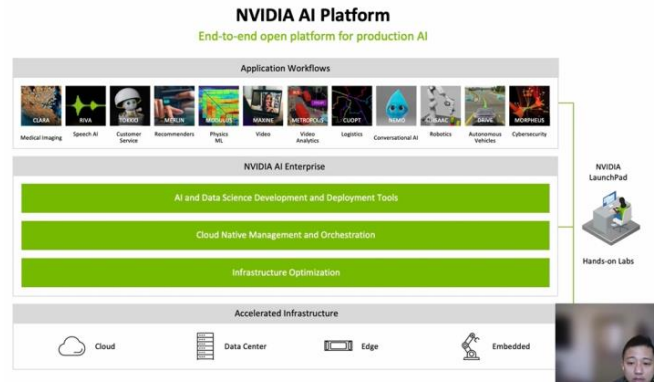 NVIDIA AI Platform
End-to-end open platform for production AI
Application Workflows
CLARA
RIVA
TOKKIO
MERLIN
MODULUS
MAXINE
METROPOLIS
CUOPT
NEMO
ISAAC
DRIVE
MORPHEUS
Medical Imaging
Speech AI
Customer
Service
Recommenders
Physics
ML
Video
Video
Analytics
Logistics
Conversational AI
Robotics
Autonomous
Vehicles
Cybersecurity
NVIDIA AI Enterprise
AI and Data Science Development and Deployment Tools
Cloud Native Management and Orchestration
Infrastructure Optimization
NVIDIA
LaunchPad
Hands-on Labs
Accelerated Infrastructure
Cloud
Data Center
Edge
Embedded